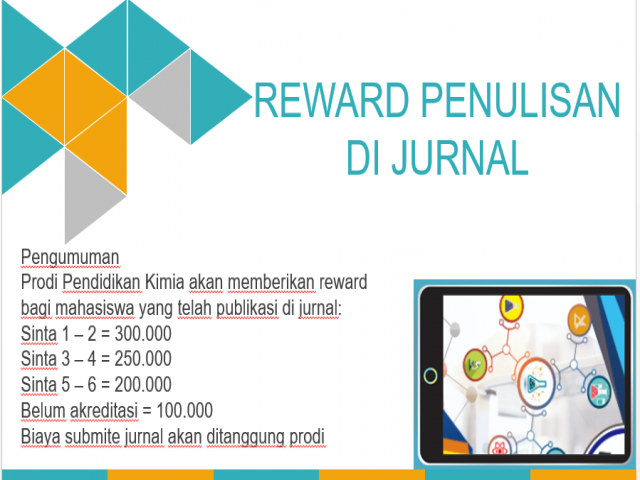 REWARD PENULISAN
DI JURNAL
Pengumuman
Prodi Pendidikan Kimia akan memberikan reward
bagi mahasiswa yang telah publikasi di jurnal:
Sinta 1 – 2 = 300.000
Sinta 3 – 4 = 250.000
Sinta 5 – 6 = 200.000
Belum akreditasi = 100.000
Biaya submite jurnal akan ditanggung prodi